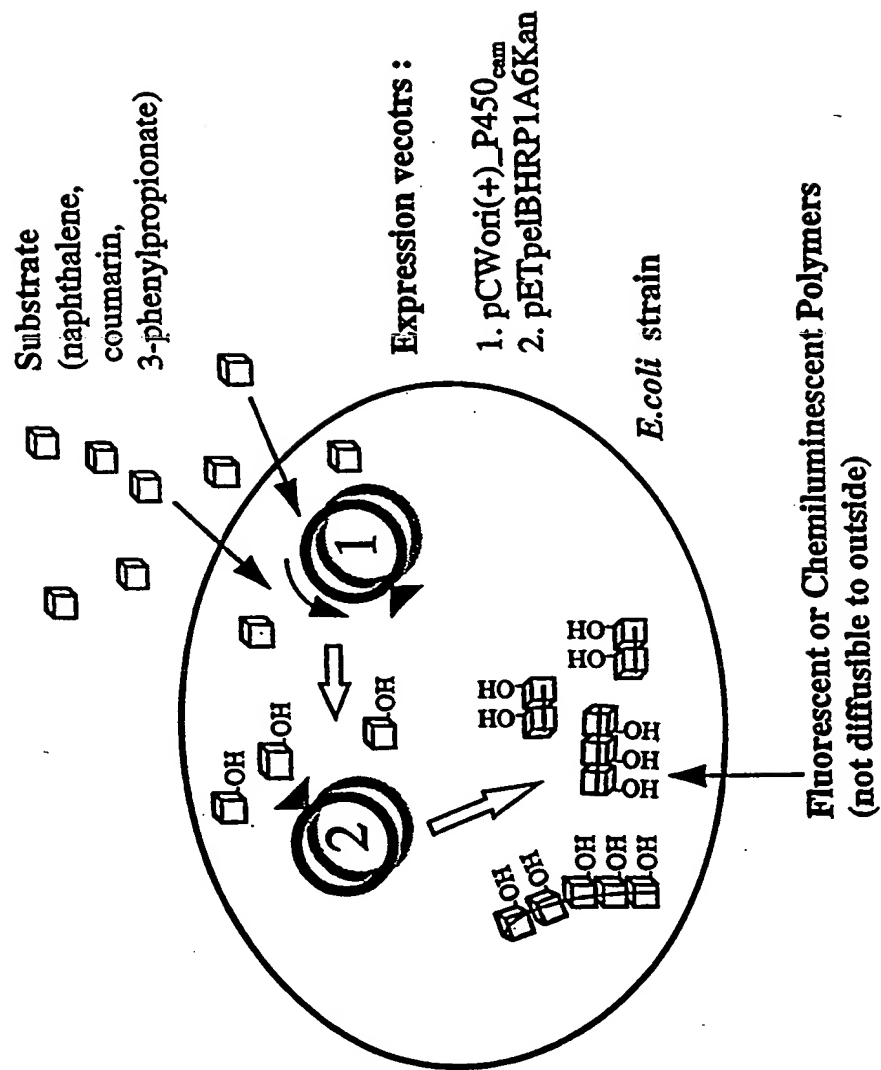 Substrate
(naphthalene,
coumarin,
3-phenylpropionate)
Expression vecotrs :
1. pCWori(+)_P450cam
2. pETpelBHRP1A6Kan
E.coli strain
1
2
OH
OH
OH
HO
HO
HO
HO
OH
OH
OH
OH
OH
OH
OH
OH
Fluorescent or Chemiluminescent Polymers
(not diffusible to outside)